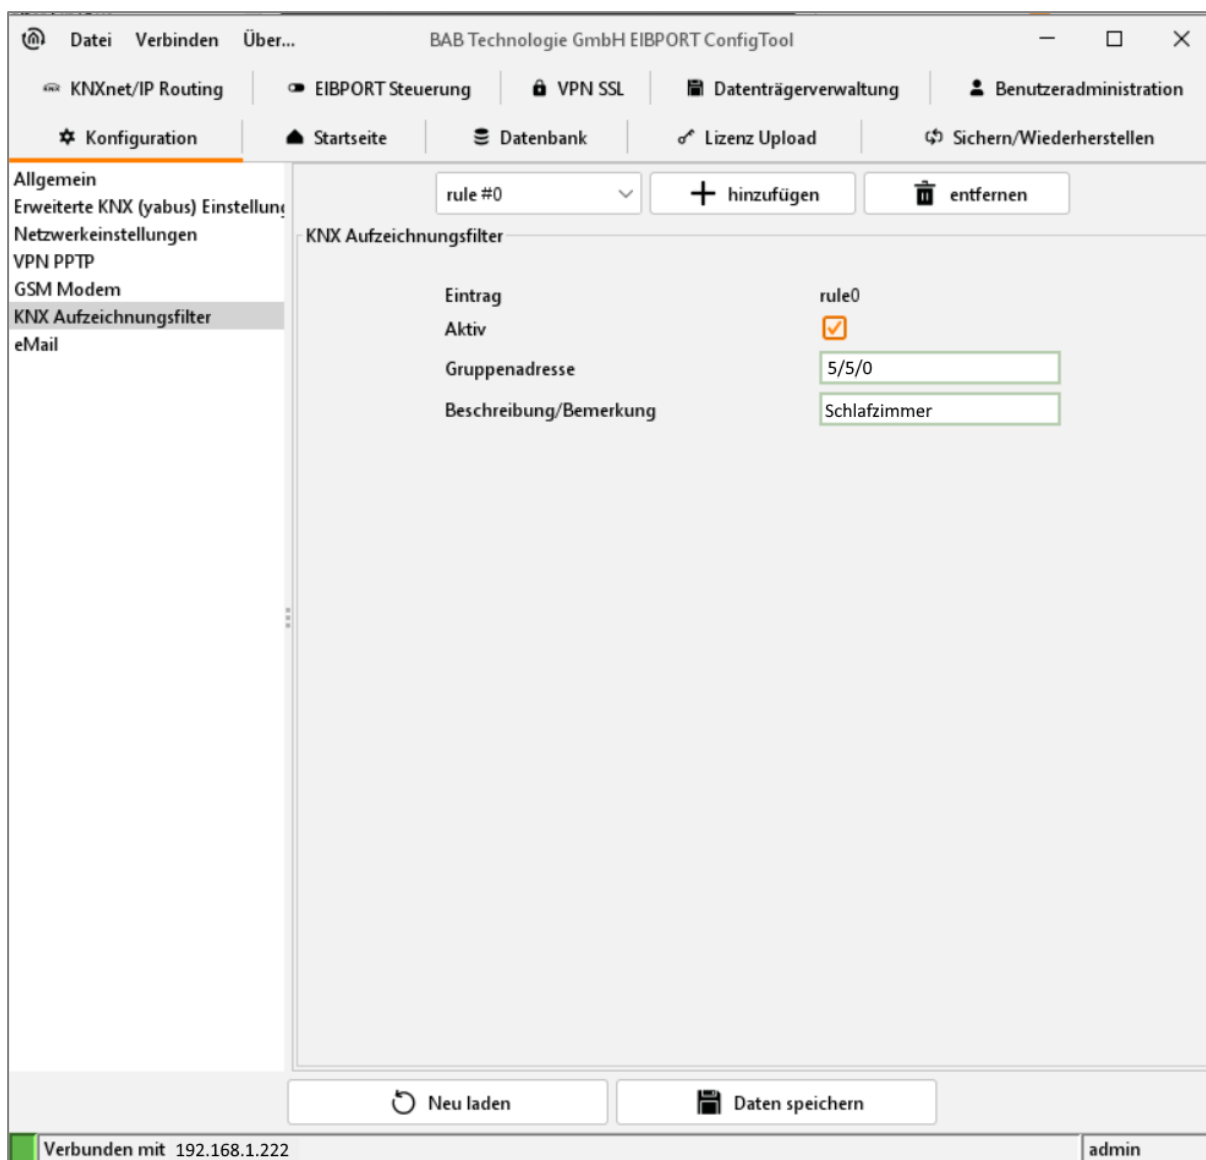 Datei Verbinden Über... BAB Technologie GmbH EIBPORT ConfigTool
KNXnet/IP Routing EIBPORT Steuerung VPN SSL Datenträgerverwaltung Benutzeradministration
Konfiguration Startseite Datenbank Lizenz Upload Sichern/Wiederherstellen
Allgemein
Erweiterte KNX (yabus) Einstellung
Netzwerkeinstellungen
VPN PPTP
GSM Modem
KNX Aufzeichnungsfilter
eMail
rule #0 hinzufügen entfernen
KNX Aufzeichnungsfilter
Eintrag rule0
Aktiv
Gruppenadresse 5/5/0
Beschreibung/Bemerkung Schlafzimmer
Neu laden Daten speichern
Verbunden mit 192.168.1.222 admin